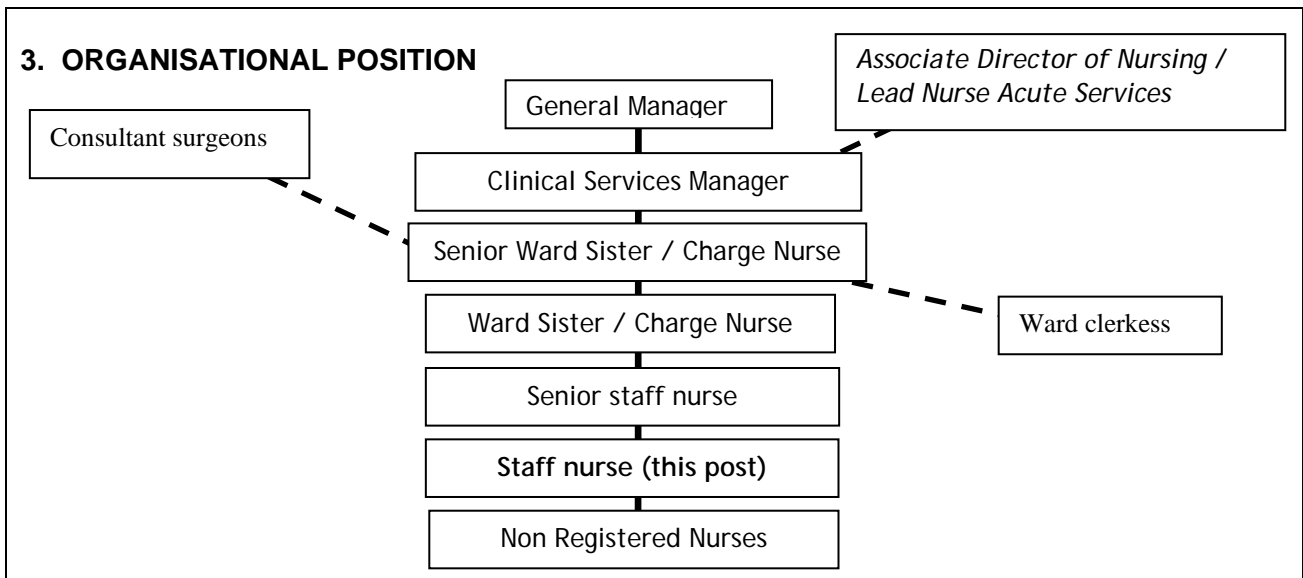 3. ORGANISATIONAL POSITION
Associate Director of Nursing /
Lead Nurse Acute Services
General Manager
Consultant surgeons
Clinical Services Manager
Senior Ward Sister / Charge Nurse
Ward Sister / Charge Nurse
Ward clerkess
Senior staff nurse
Staff nurse (this post)
Non Registered Nurses